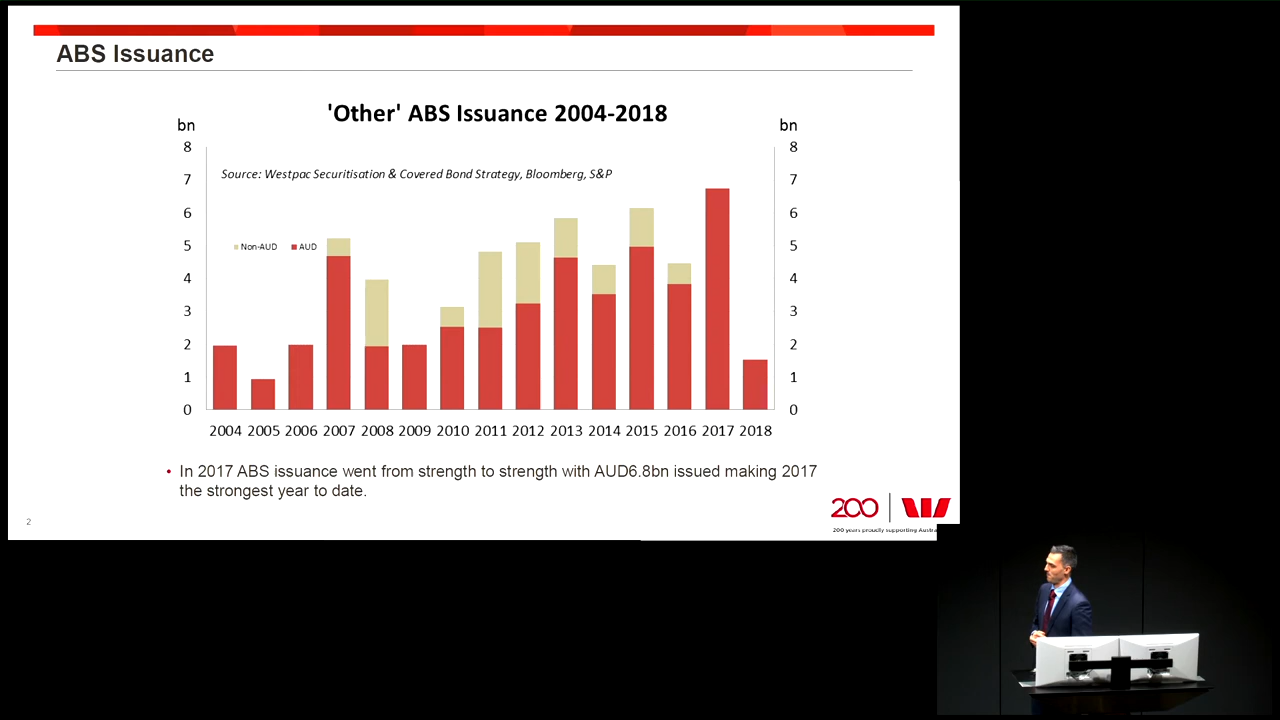 ABS Issuance
'Other' ABS Issuance 2004-2018
bn
bn
8
7
6
5
4
3
2
1
0
Source: Westpac Securitisation & Covered Bond Strategy, Bloomberg, S&P
Non-AUD AUD
8
7
6
5
4
3
2
1
0
2004 2005 2006 2007 2008 2009 2010 2011 2012 2013 2014 2015 2016 2017 2018
• In 2017 ABS issuance went from strength to strength with AUD6.8bn issued making 2017
the strongest year to date.
2
200
200 years proudly supporting Austra